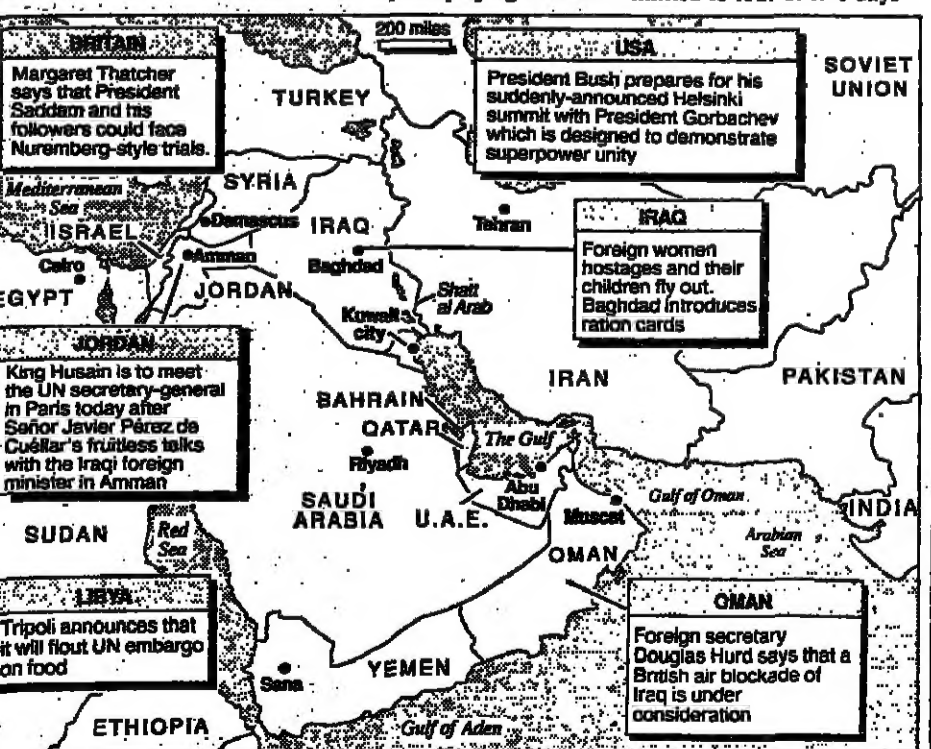 200 miles
BRITAIN
Margaret Thatcher
says that President
Saddam and his
followers could face
Nuremberg-style trials.
USA
President Bush prepares for his
suddenly-announced Helsinki
summit with President Gorbachev
which is designed to demonstrate
superpower unity
SOVIET
UNION
TURKEY
Mediterranean
Sea
SYRIA
Damascus
ISRAEL
IRAQ
Tehran
IRAQ
Foreign women
hostages and their
children fly out.
Baghdad introduces
ration cards
Cairo
Amman
Baghdad
EGYPT
JORDAN
Shatt
al Arab
Kuwait
city
JORDAN
King Husain is to meet
the UN secretary-general
in Paris today after
Señor Javier Pérez de
Cuéllar's fruitless talks
with the Iraqi foreign
minister in Amman
IRAN
PAKISTAN
BAHRAIN
QATAR
The Gulf
Riyadh
Abu
Dhabi
Gulf of Oman
SAUDI
ARABIA
U.A.E.
Muscat
INDIA
SUDAN
Red
Sea
Arabian
Sea
OMAN
LIBYA
Tripoli announces that
it will flout UN embargo
on food
OMAN
Foreign secretary
Douglas Hurd says that a
British air blockade of
Iraq is under
consideration
YEMEN
Sana
ETHIOPIA
Gulf of Aden